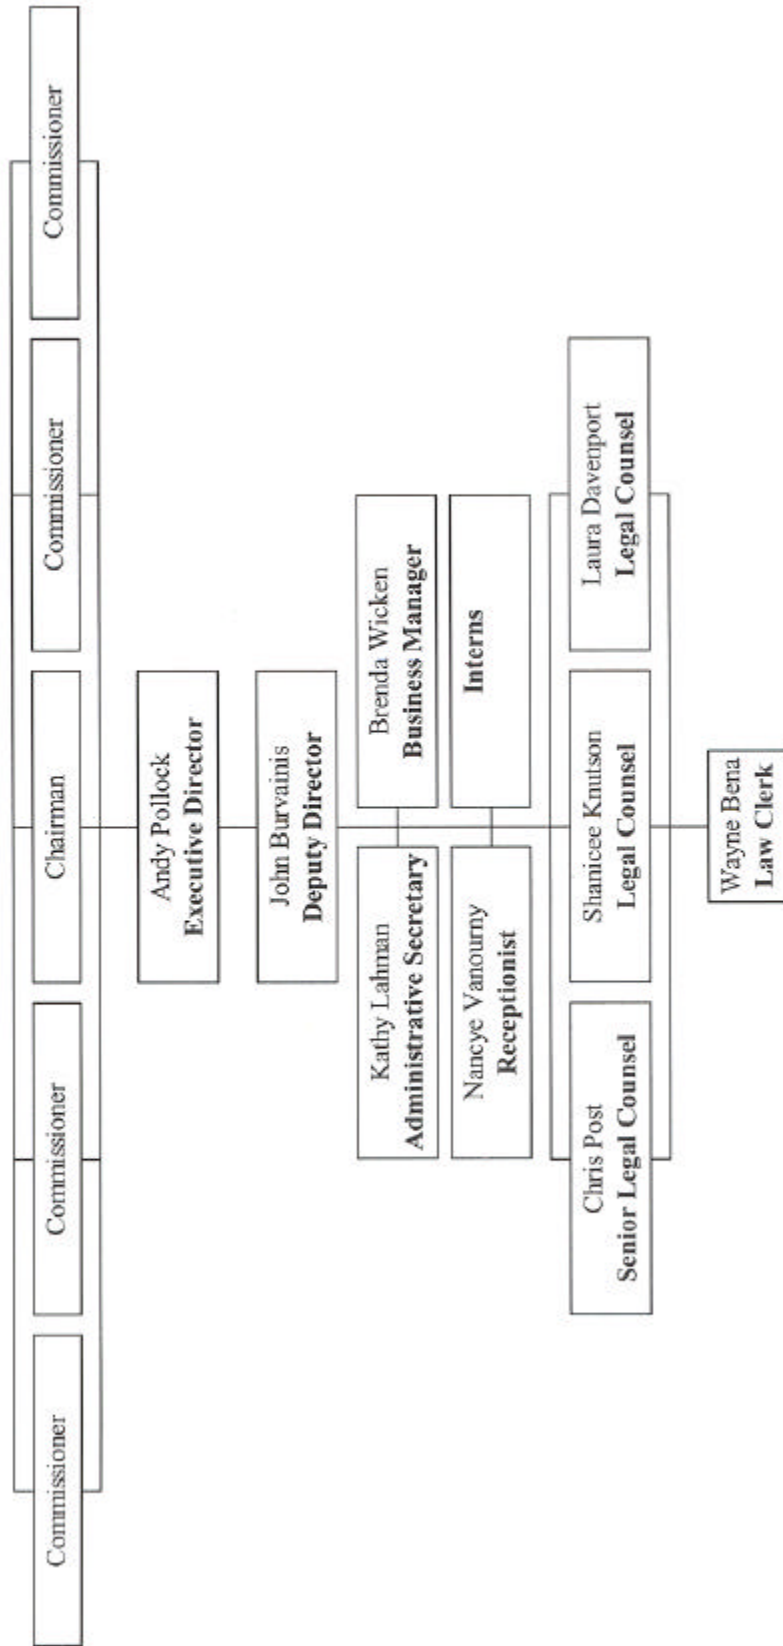 Commissioner
Commissioner
Chairman
Commissioner
Commissioner
Andy Pollock
Executive Director
John Burvainis
Deputy Director
Kathy Lahman
Administrative Secretary
Brenda Wicken
Business Manager
Nancye Vanourny
Receptionist
Interns
Chris Post
Senior Legal Counsel
Shanicee Knutson
Legal Counsel
Laura Davenport
Legal Counsel
Wayne Bena
Law Clerk